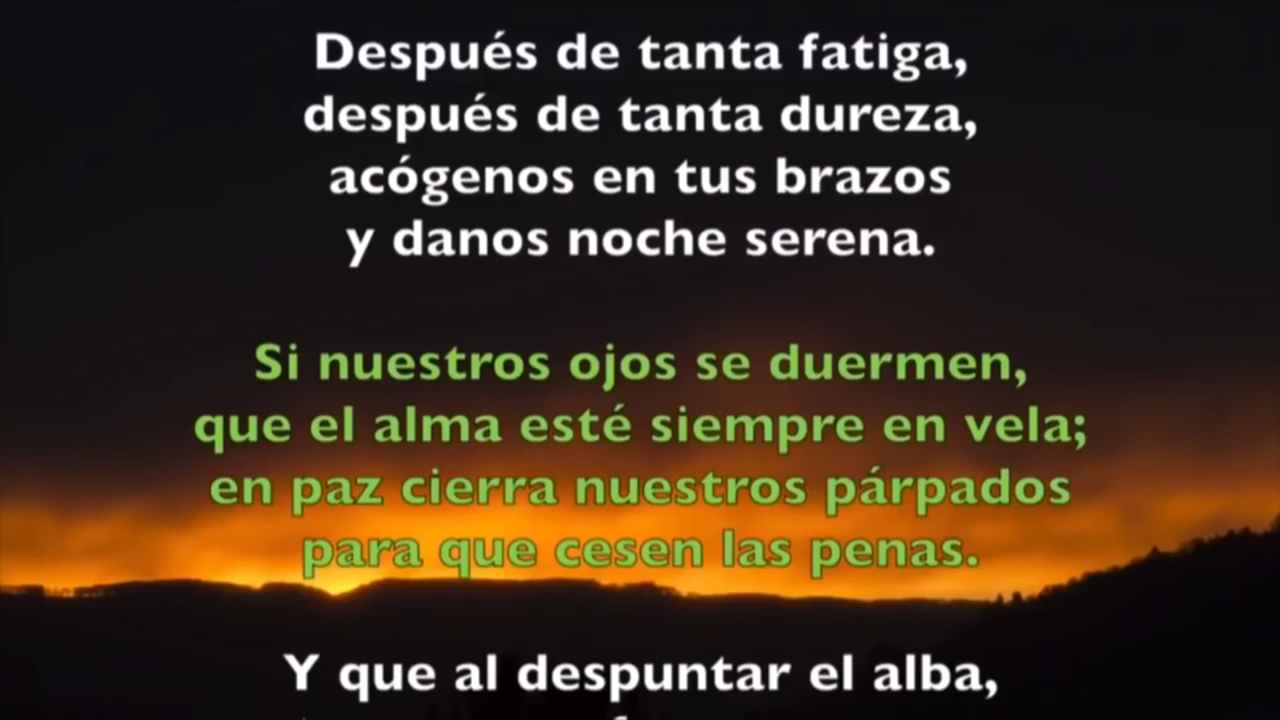 Después de tanta fatiga,
después de tanta dureza,
acógenos en tus brazos
y danos noche serena.
Si nuestros ojos se duermen,
que el alma esté siempre en vela;
en paz cierra nuestros párpados
para que cesen las penas.
Y que al despuntar el alba,